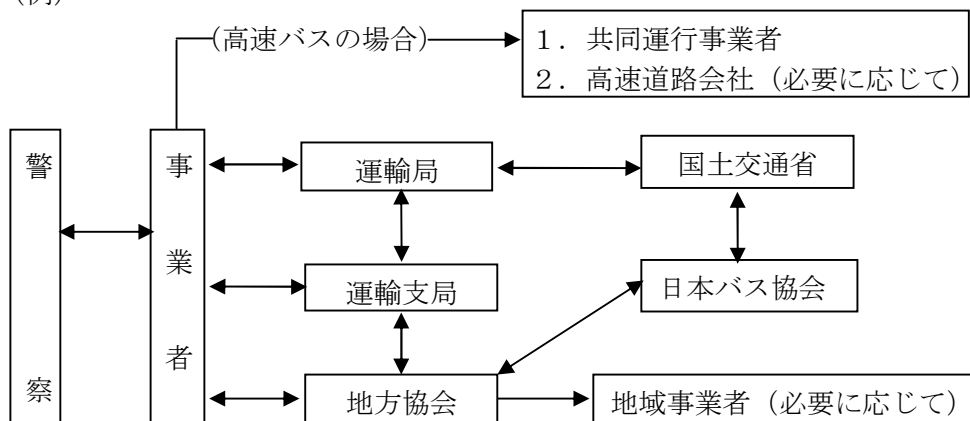 (例)
(高速バスの場合)
１．共同運行事業者
２．高速道路会社（必要に応じて）
警察
事業者
運輸局
国土交通省
運輸支局
日本バス協会
地方協会
地域事業者（必要に応じて）